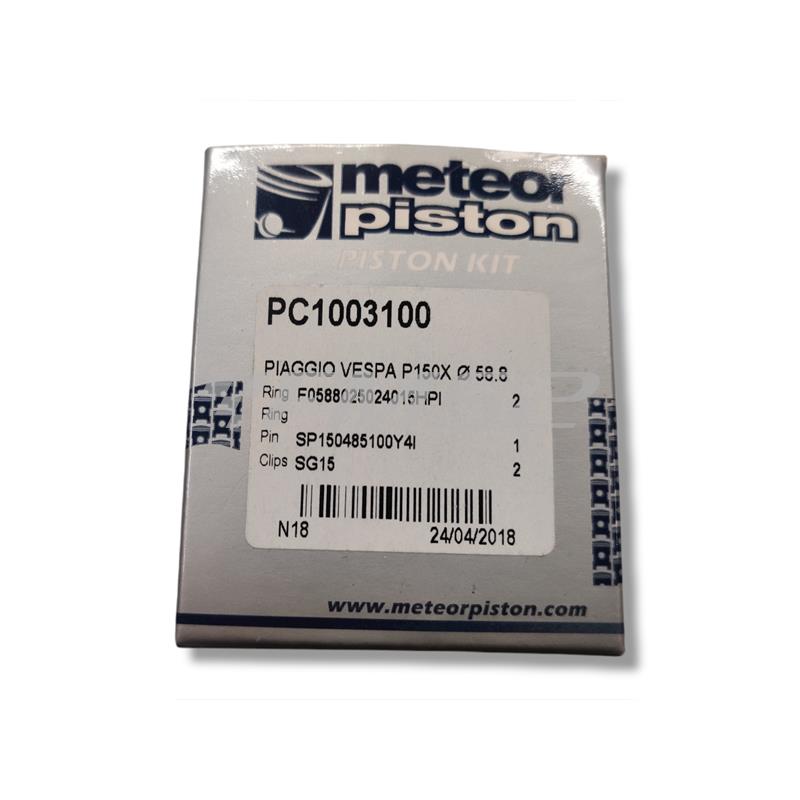 meteor
piston
PISTON KIT
PC1003100
PIAGGIO VESPA P150X Ø 58.8
Ring F0588025024015HPI 2
Ring
Pin SP150485100Y4I 1
Clips SG15 2
N18 24/04/2018
www.meteorpiston.com